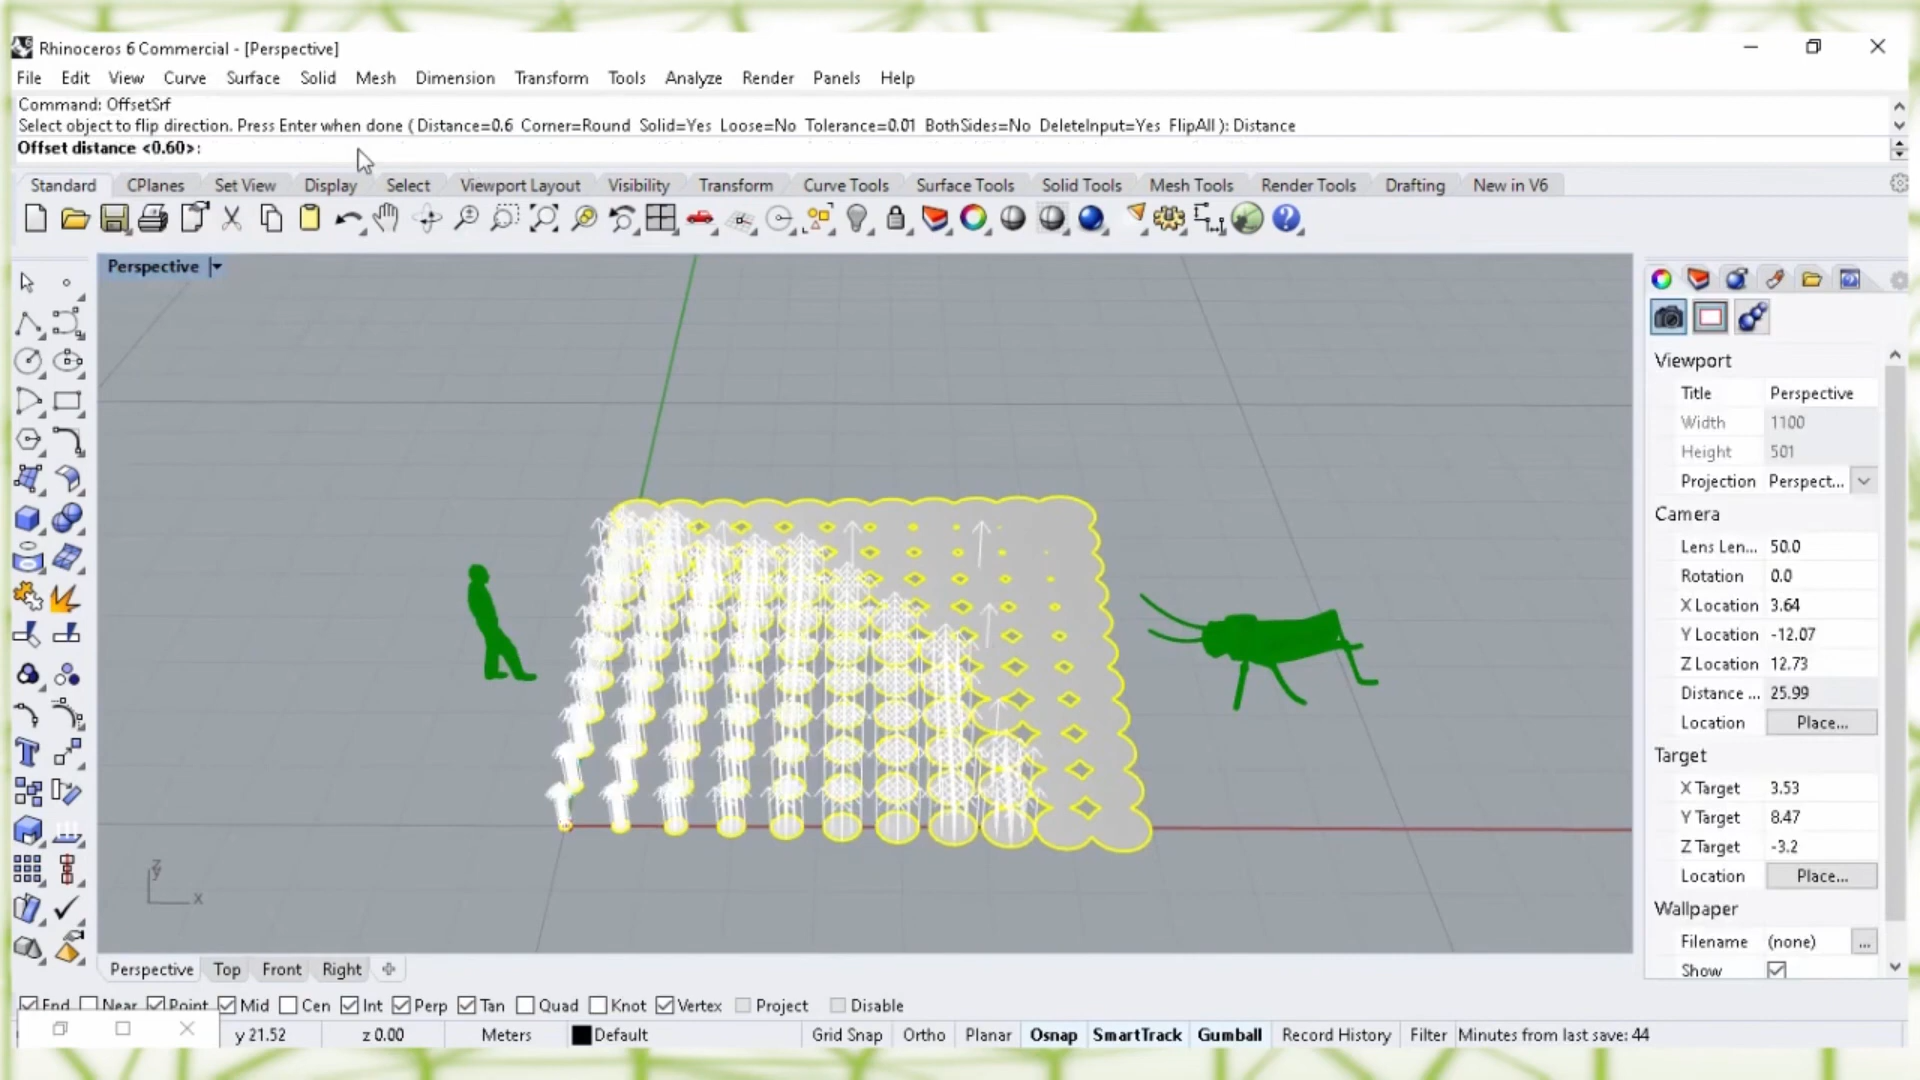 Rhinoceros 6 Commercial - [Perspective]
File Edit View Curve Surface Solid Mesh Dimension Transform Tools Analyze Render Panels Help
Command: OffsetSrf
Select object to flip direction. Press Enter when done ( Distance=0.6 Corner=Round Solid=Yes Loose=No Tolerance=0.01 BothSides=No DeleteInput=Yes FlipAll ): Distance
Offset distance <0.60>:
Standard CPlanes Set View Display Select Viewport Layout Visibility Transform Curve Tools Surface Tools Solid Tools Mesh Tools Render Tools Drafting New in V6
Perspective
Viewport
Title Perspective
Width 1100
Height 501
Projection Perspect...
Camera
Lens Len... 50.0
Rotation 0.0
X Location 3.64
Y Location -12.07
Z Location 12.73
Distance ... 25.99
Location Place...
Target
X Target 3.53
Y Target 8.47
Z Target -3.2
Location Place...
Wallpaper
Filename (none) ...
Show
z
y
x
Perspective Top Front Right
End Near Point Mid Cen Int Perp Tan Quad Knot Vertex Project Disable
y 21.52 z 0.00 Meters Default Grid Snap Ortho Planar Osnap SmartTrack Gumball Record History Filter Minutes from last save: 44